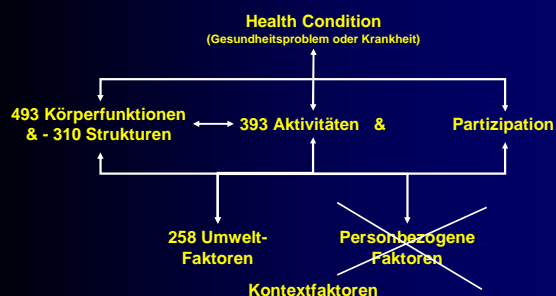 Health Condition
(Gesundheitsproblem oder Krankheit)
493 Körperfunktionen
& - 310 Strukturen
393 Aktivitäten &
Partizipation
258 Umwelt-
Faktoren
Personbezogene
Faktoren
Kontextfaktoren